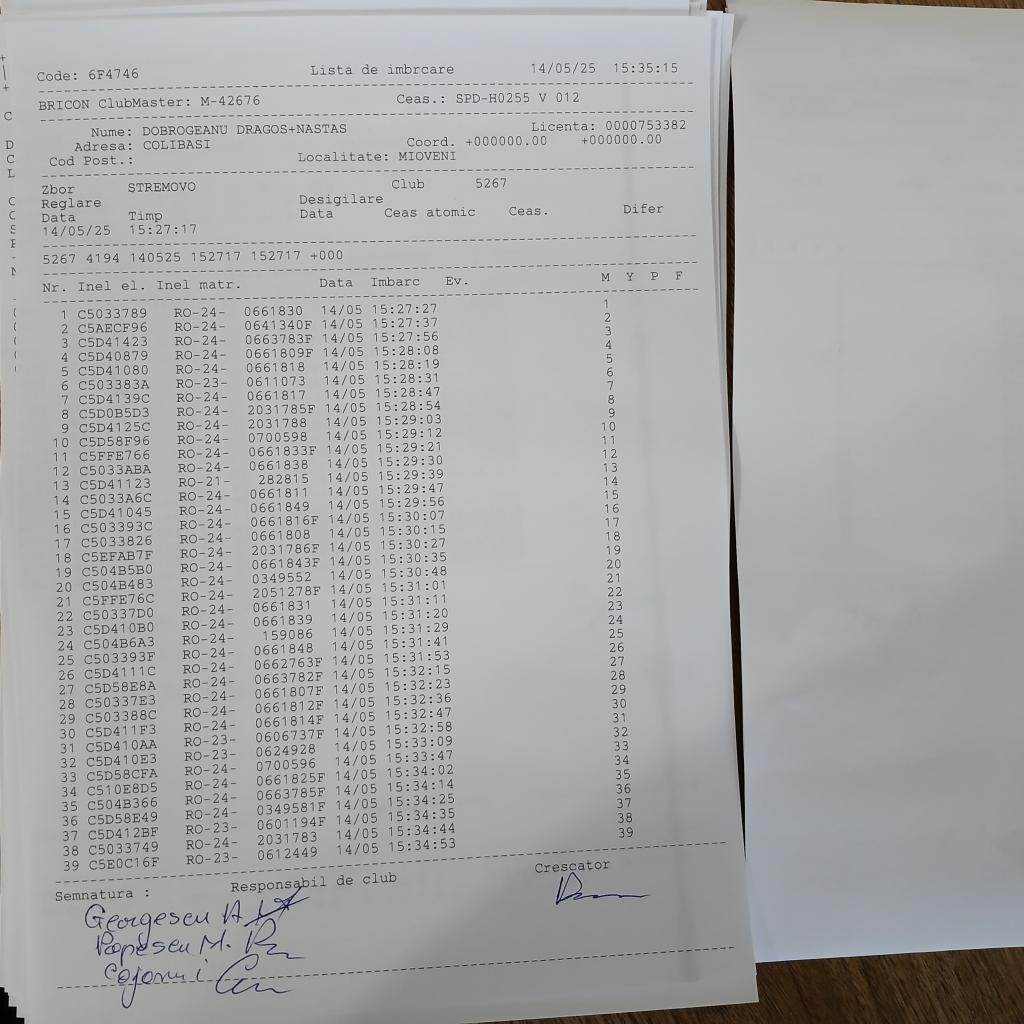 Code: 6F4746 Lista de imbrcare 14/05/25 15:35:15
BRICON ClubMaster: M-42676 Ceas.: SPD-H0255 V 012
Nume: DOBROGEANU DRAGOS+NASTAS Licenta: 0000753382
Adresa: COLIBASI Coord. +000000.00 +000000.00
Cod Post.: Localitate: MIOVENI
Zbor STREMOVO Club 5267
Reglare Desigilare
Data Timp Data Ceas atomic Ceas. Difer
14/05/25 15:27:17
5267 4194 140525 152717 152717 +000
Nr. Inel el. Inel matr. Data Imbarc Ev. M Y P F
1 C5033789 RO-24- 0661830 14/05 15:27:27 1
2 C5AECF96 RO-24- 0641340F 14/05 15:27:37 2
3 C5D41423 RO-24- 0663783F 14/05 15:27:56 3
4 C5D40879 RO-24- 0661809F 14/05 15:28:08 4
5 C5D41080 RO-24- 0661818 14/05 15:28:19 5
6 C503383A RO-23- 0611073 14/05 15:28:31 6
7 C5D4139C RO-24- 0661817 14/05 15:28:47 7
8 C5D0B5D3 RO-24- 2031785F 14/05 15:28:54 8
9 C5D4125C RO-24- 2031788 14/05 15:29:03 9
10 C5D58F96 RO-24- 0700598 14/05 15:29:12 10
11 C5FFE766 RO-24- 0661833F 14/05 15:29:21 11
12 C5033ABA RO-24- 0661838 14/05 15:29:30 12
13 C5D41123 RO-21- 282815 14/05 15:29:39 13
14 C5033A6C RO-24- 0661811 14/05 15:29:47 14
15 C5D41045 RO-24- 0661849 14/05 15:29:56 15
16 C503393C RO-24- 0661816F 14/05 15:30:07 16
17 C5033826 RO-24- 0661808 14/05 15:30:15 17
18 C5EFAB7F RO-24- 2031786F 14/05 15:30:27 18
19 C504B5B0 RO-24- 0661843F 14/05 15:30:35 19
20 C504B483 RO-24- 0349552 14/05 15:30:48 20
21 C5FFE76C RO-24- 2051278F 14/05 15:31:01 21
22 C50337D0 RO-24- 0661831 14/05 15:31:11 22
23 C5D410B0 RO-24- 0661839 14/05 15:31:20 23
24 C504B6A3 RO-24- 159086 14/05 15:31:29 24
25 C503393F RO-24- 0661848 14/05 15:31:41 25
26 C5D4111C RO-24- 0662763F 14/05 15:31:53 26
27 C5D58E8A RO-24- 0663782F 14/05 15:32:15 27
28 C50337E3 RO-24- 0661807F 14/05 15:32:23 28
29 C503388C RO-24- 0661812F 14/05 15:32:36 29
30 C5D411F3 RO-24- 0661814F 14/05 15:32:47 30
31 C5D410AA RO-23- 0606737F 14/05 15:32:58 31
32 C5D410E3 RO-23- 0624928 14/05 15:33:09 32
33 C5D58CFA RO-24- 0700596 14/05 15:33:47 33
34 C510E8D5 RO-24- 0661825F 14/05 15:34:02 34
35 C504B366 RO-24- 0663785F 14/05 15:34:14 35
36 C5D58E49 RO-24- 0349581F 14/05 15:34:25 36
37 C5D412BF RO-23- 0601194F 14/05 15:34:35 37
38 C5033749 RO-24- 2031783 14/05 15:34:44 38
39 C5E0C16F RO-23- 0612449 14/05 15:34:53 39
Semnatura : Responsabil de club Crescator
Georgescu A
Popescu M.